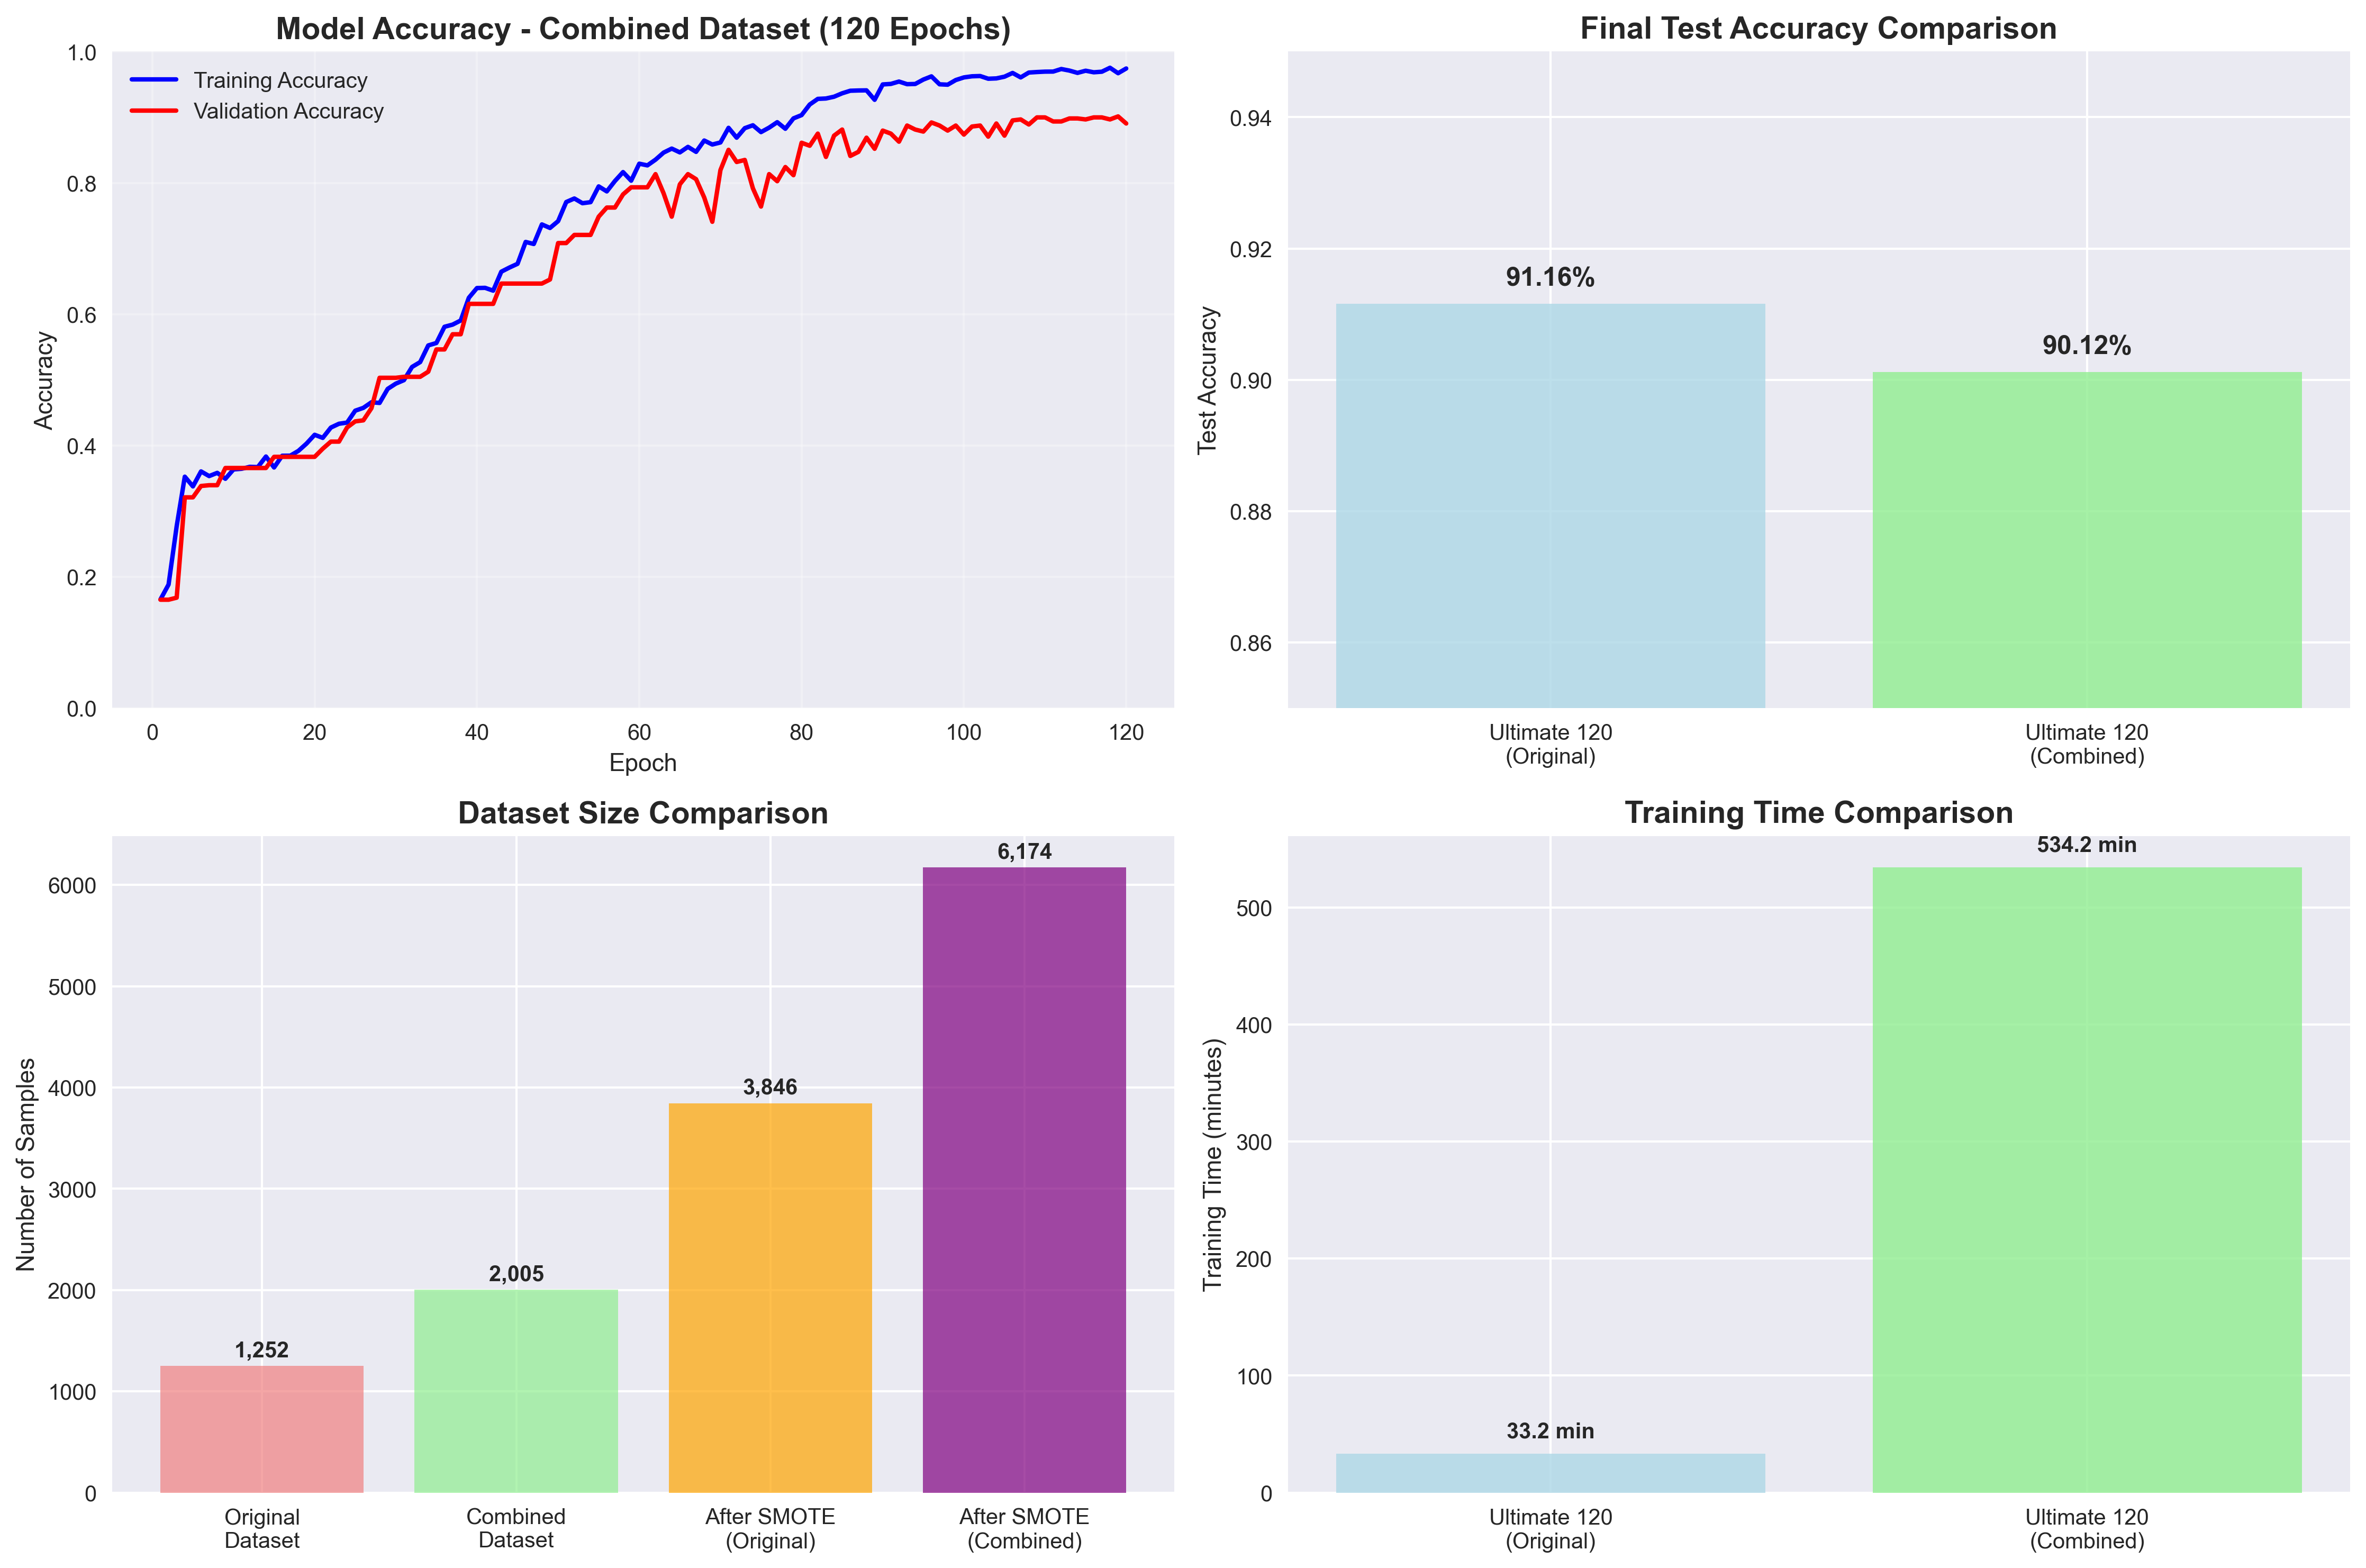 Model Accuracy - Combined Dataset (120 Epochs)
Training Accuracy
Validation Accuracy
1.0
0.8
0.6
0.4
0.2
0.0
Accuracy
0
20
40
60
80
100
120
Epoch
Final Test Accuracy Comparison
0.94
0.92
0.90
0.88
0.86
Test Accuracy
91.16%
90.12%
Ultimate 120
(Original)
Ultimate 120
(Combined)
Dataset Size Comparison
6000
5000
4000
3000
2000
1000
0
Number of Samples
1,252
2,005
3,846
6,174
Original
Dataset
Combined
Dataset
After SMOTE
(Original)
After SMOTE
(Combined)
Training Time Comparison
500
400
300
200
100
0
Training Time (minutes)
33.2 min
534.2 min
Ultimate 120
(Original)
Ultimate 120
(Combined)